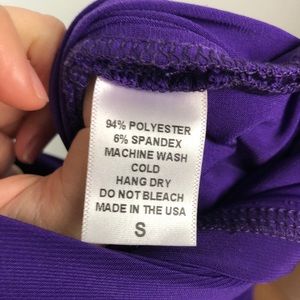 94% POLYESTER
6% SPANDEX
MACHINE WASH
COLD
HANG DRY
DO NOT BLEACH
MADE IN THE USA
S